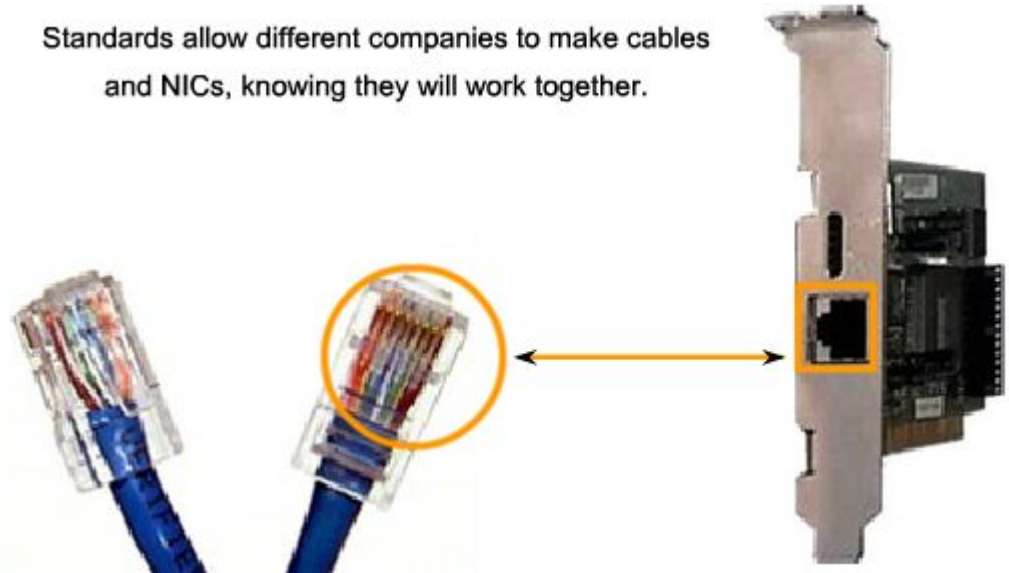 Standards allow different companies to make cables
and NICs, knowing they will work together.